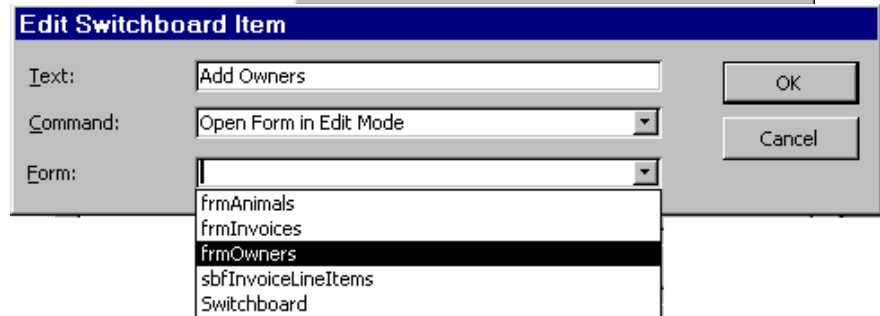 Edit Switchboard Item
Text: Add Owners OK
Command: Open Form in Edit Mode Cancel
Form:
frmAnimals
frmInvoices
frmOwners
sbfInvoiceLineItems
Switchboard